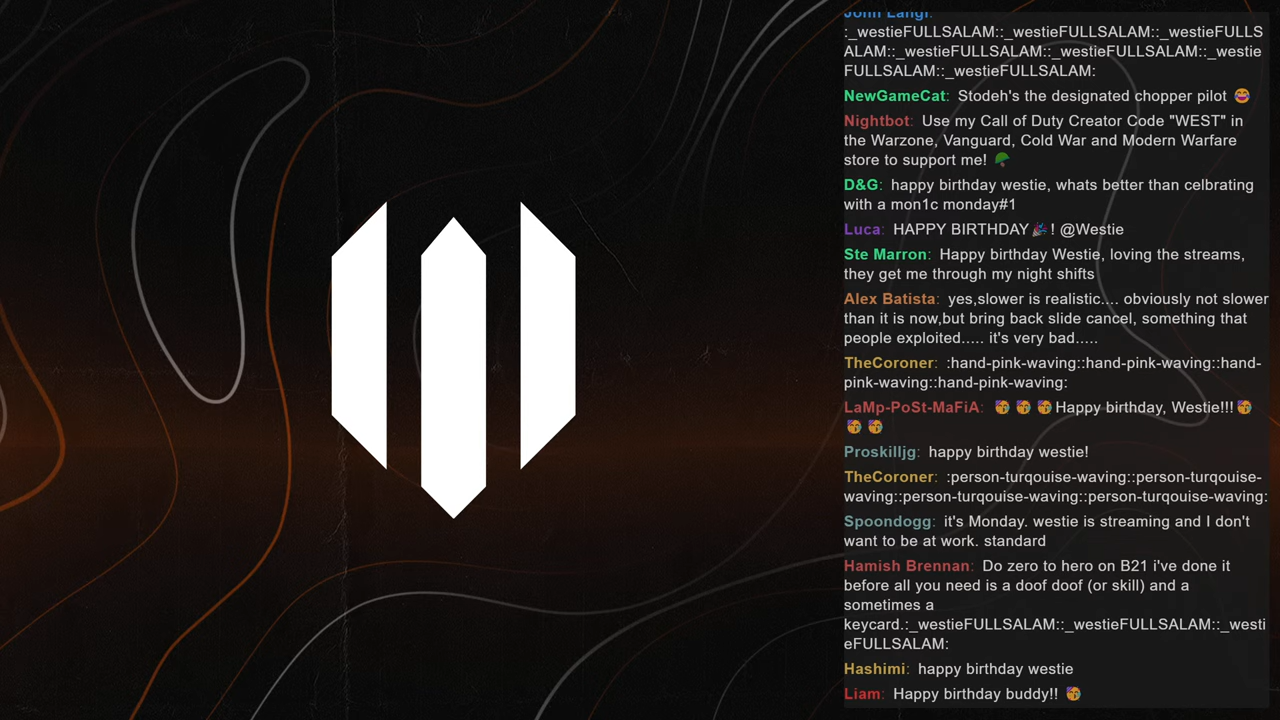 John Langr:
:_westieFULLSALAM::_westieFULLSALAM::_westieFULLS
ALAM::_westieFULLSALAM::_westieFULLSALAM::_westie
FULLSALAM::_westieFULLSALAM:
NewGameCat: Stodeh's the designated chopper pilot 😂
Nightbot: Use my Call of Duty Creator Code "WEST" in
the Warzone, Vanguard, Cold War and Modern Warfare
store to support me! 🪂
D&G: happy birthday westie, whats better than celbrating
with a mon1c monday#1
Luca: HAPPY BIRTHDAY🎉! @Westie
Ste Marron: Happy birthday Westie, loving the streams,
they get me through my night shifts
Alex Batista: yes,slower is realistic.... obviously not slower
than it is now,but bring back slide cancel, something that
people exploited..... it's very bad.....
TheCoroner: :hand-pink-waving::hand-pink-waving::hand-
pink-waving::hand-pink-waving:
LaMp-PoSt-MaFiA: 🥳🥳🥳Happy birthday, Westie!!!🥳
🥳🥳
Proskilljg: happy birthday westie!
TheCoroner: :person-turqouise-waving::person-turqouise-
waving::person-turqouise-waving::person-turqouise-waving:
Spoondogg: it's Monday. westie is streaming and I don't
want to be at work. standard
Hamish Brennan: Do zero to hero on B21 i've done it
before all you need is a doof doof (or skill) and a
sometimes a
keycard.:_westieFULLSALAM::_westieFULLSALAM::_westi
eFULLSALAM:
Hashimi: happy birthday westie
Liam: Happy birthday buddy!! 🥳